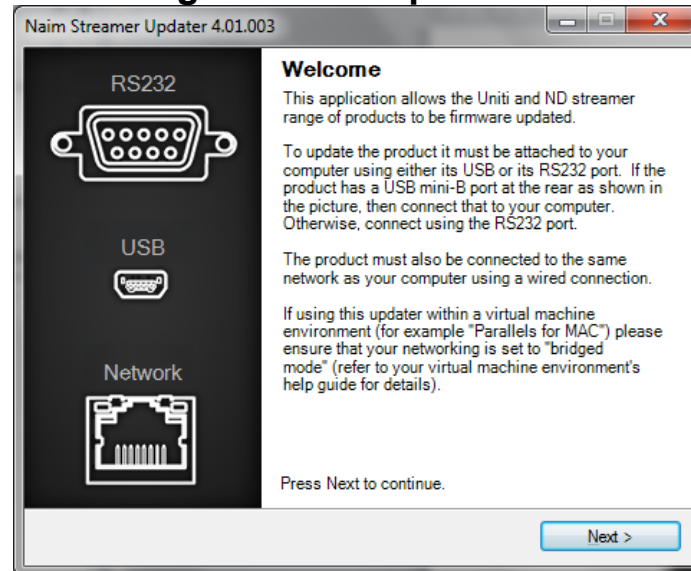 Naim Streamer Updater 4.01.003
RS232
USB
Network
Welcome
This application allows the Uniti and ND streamer
range of products to be firmware updated.
To update the product it must be attached to your
computer using either its USB or its RS232 port. If the
product has a USB mini-B port at the rear as shown in
the picture, then connect that to your computer.
Otherwise, connect using the RS232 port.
The product must also be connected to the same
network as your computer using a wired connection.
If using this updater within a virtual machine
environment (for example "Parallels for MAC") please
ensure that your networking is set to "bridged
mode" (refer to your virtual machine environment's
help guide for details).
Press Next to continue.
Next >